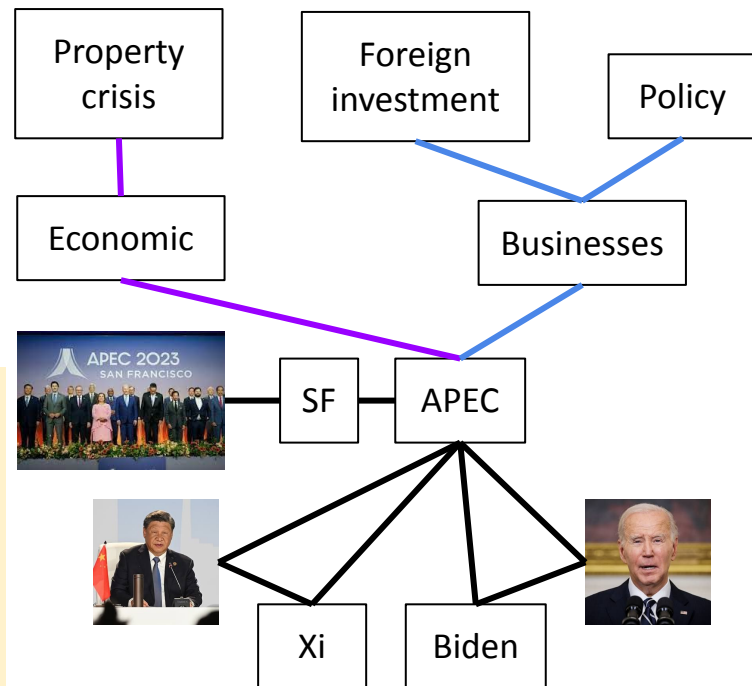 Property
crisis
Foreign
investment
Policy
Economic
Businesses
APEC 2023
SAN FRANCISCO
SF
APEC
Xi
Biden